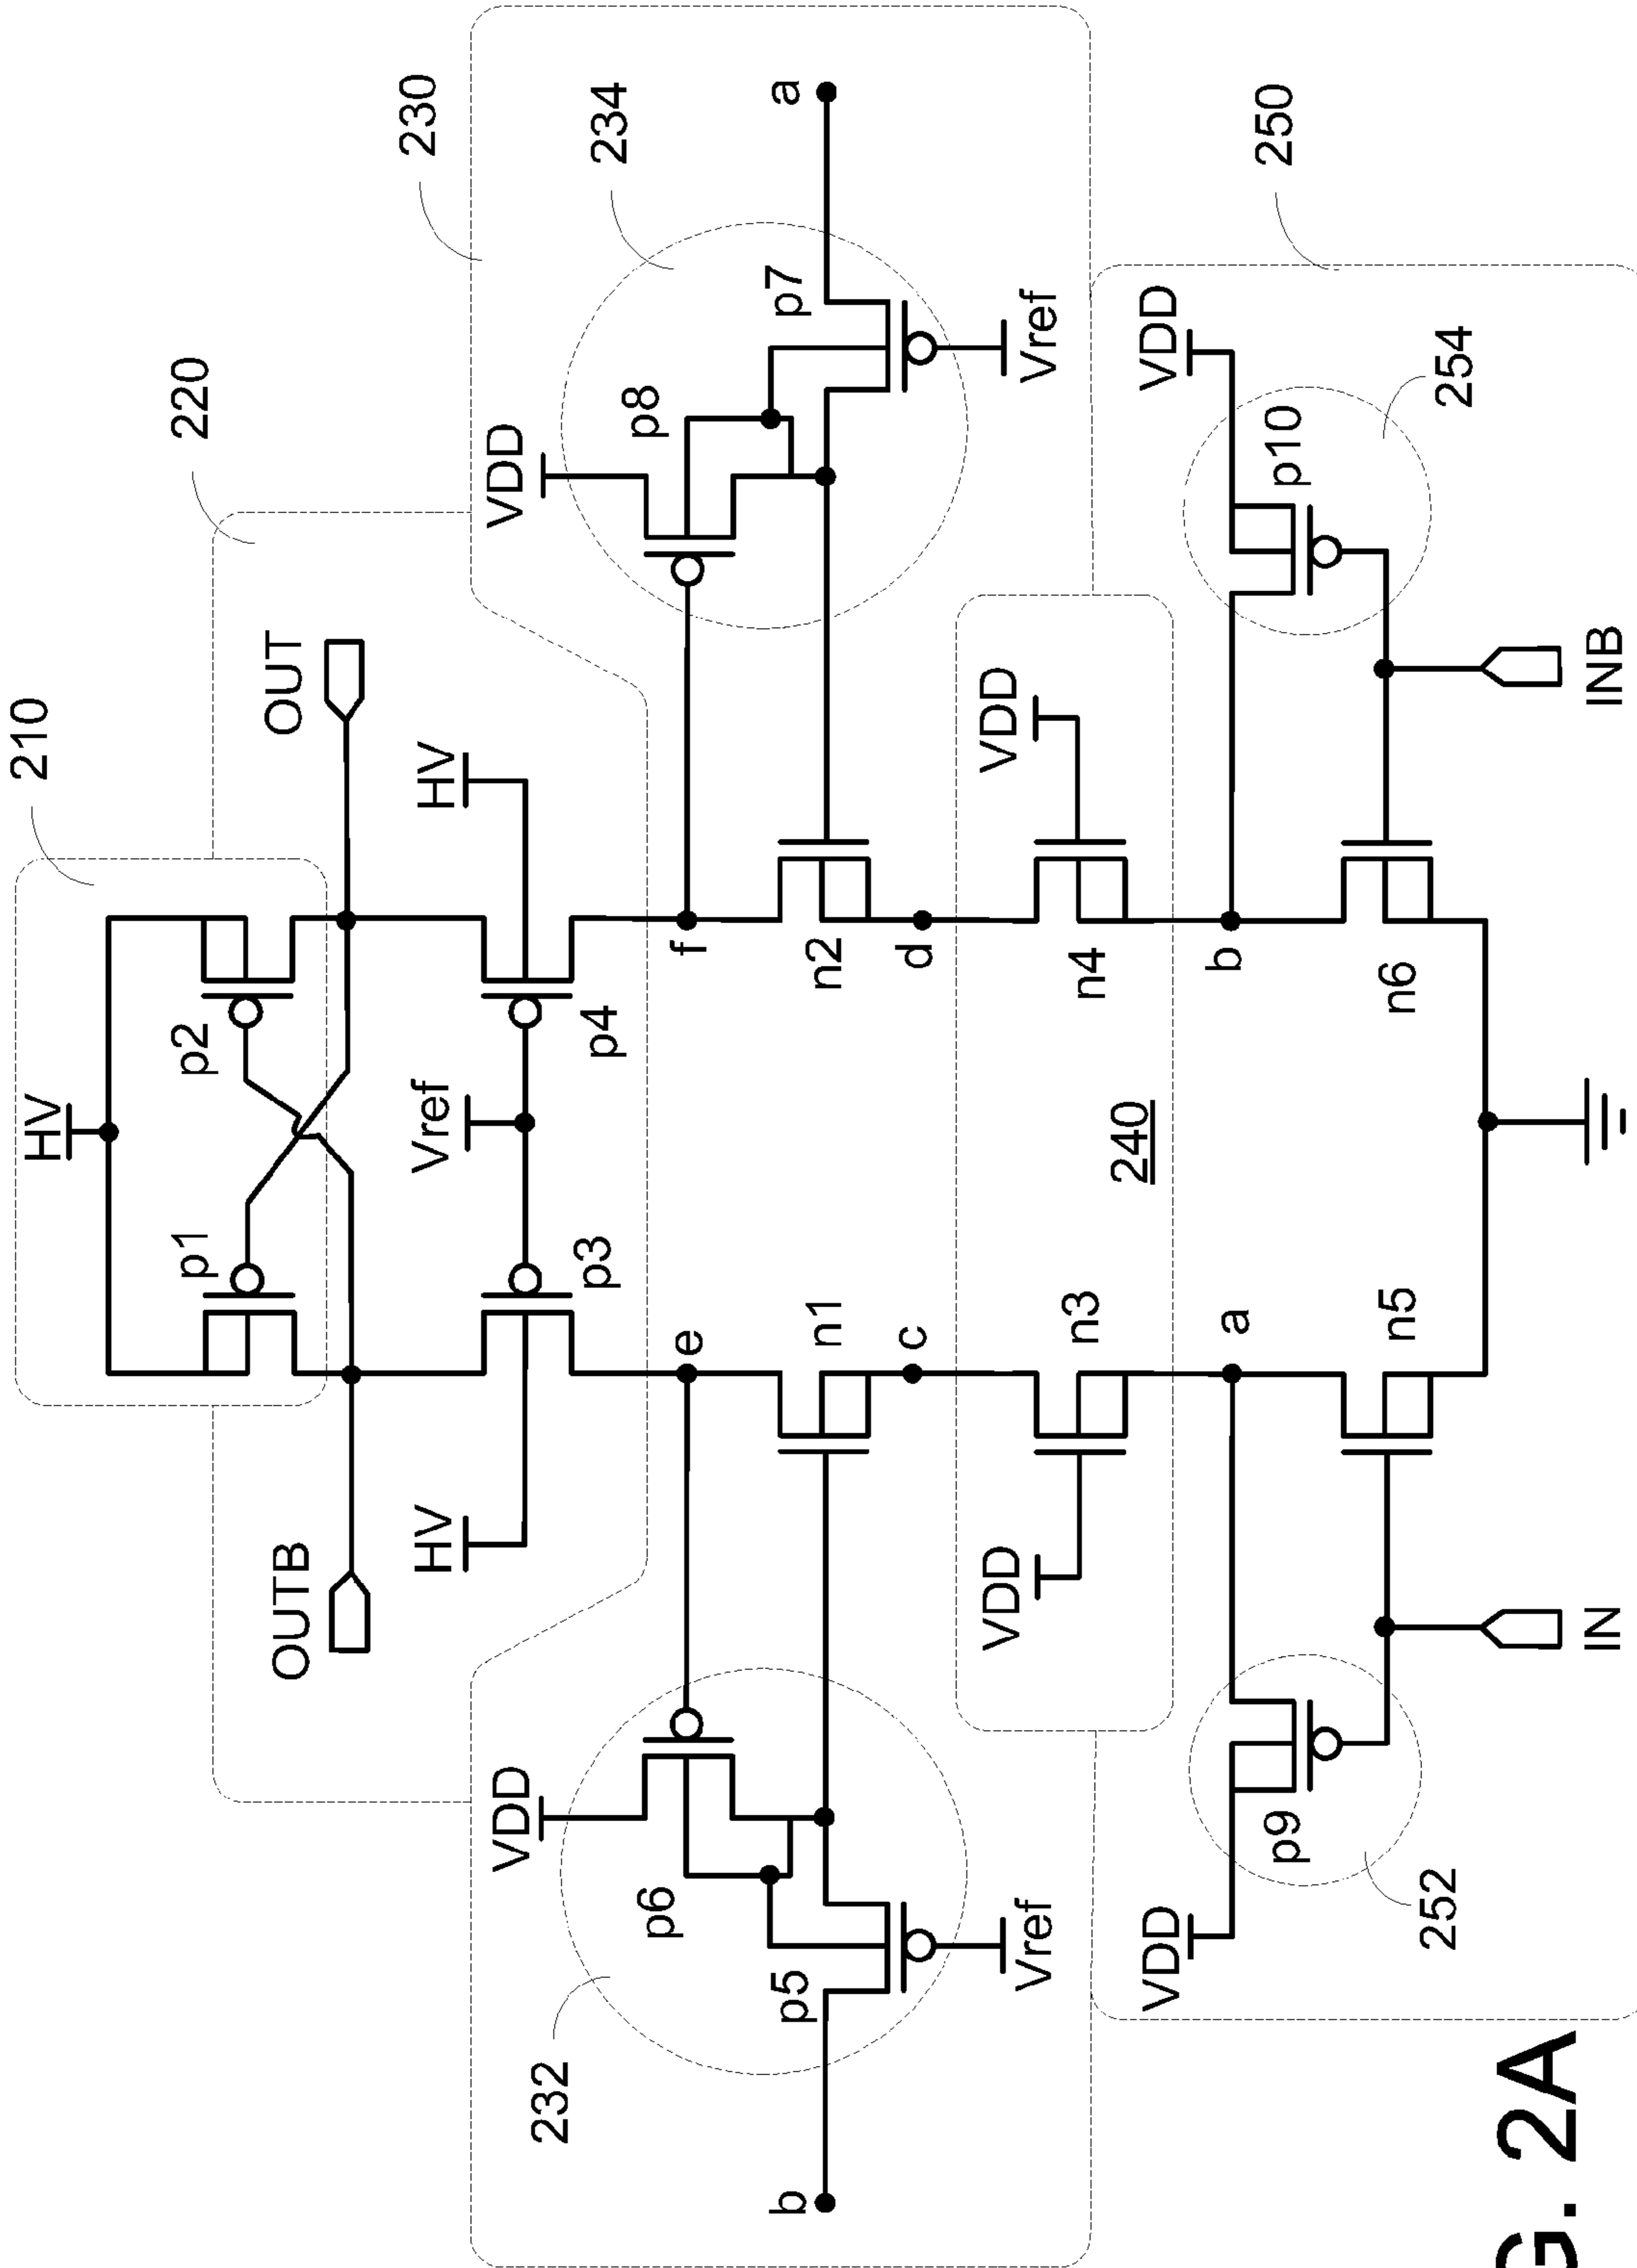 210
HV
p1
p2
220
OUTB
OUT
230
HV
Vref
HV
VDD
VDD
232
p3
p4
234
p6
p8
e
f
b
p5
p7
a
n1
n2
c
d
VDD
VDD
Vref
Vref
n3
n4
240
VDD
VDD
a
b
250
p9
p10
n5
n6
252
254
IN
INB
G. 2A